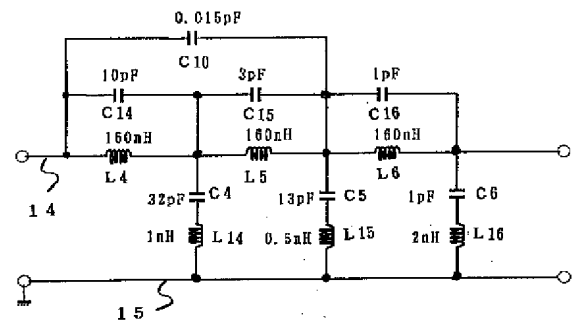 0.015pF
C10
10pF 3pF 1pF
C14 C15 C16
160nH 160nH 160nH
L4 L5 L6
14
32pF C4 13pF C5 1pF C6
1nH L14 0.5nH L15 2nH L16
15